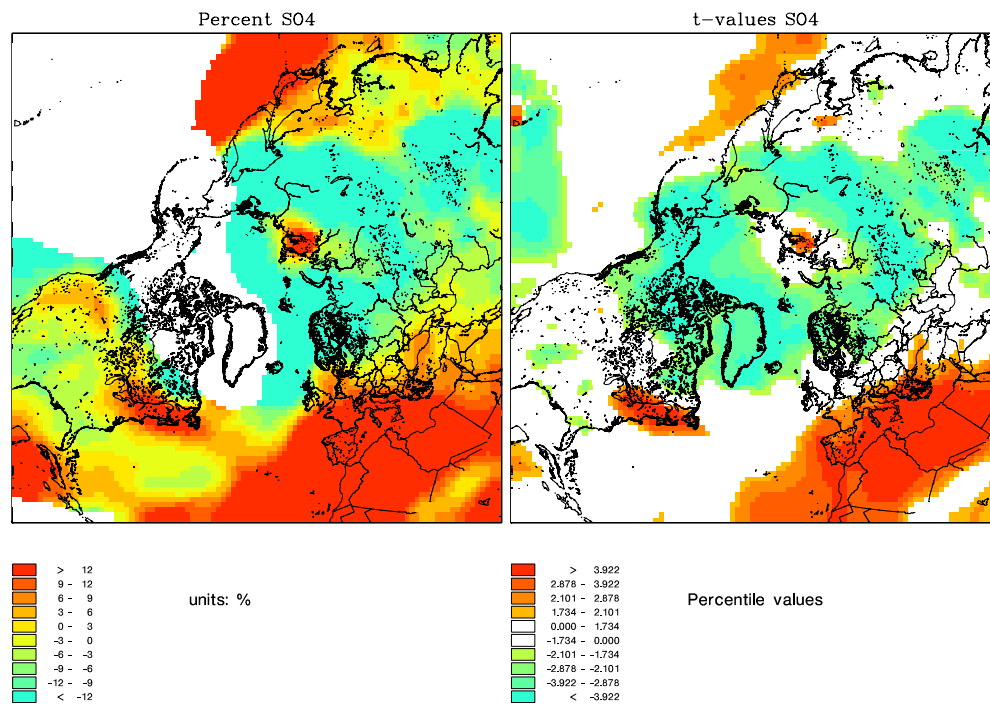 Percent SO4
t-values SO4
> 12
9 - 12
6 - 9
3 - 6
0 - 3
-3 - 0
-6 - -3
-9 - -6
-12 - -9
< -12
units: %
> 3.922
2.878 - 3.922
2.101 - 2.878
1.734 - 2.101
0.000 - 1.734
-1.734 - 0.000
-2.101 - -1.734
-2.878 - -2.101
-3.922 - -2.878
< -3.922
Percentile values